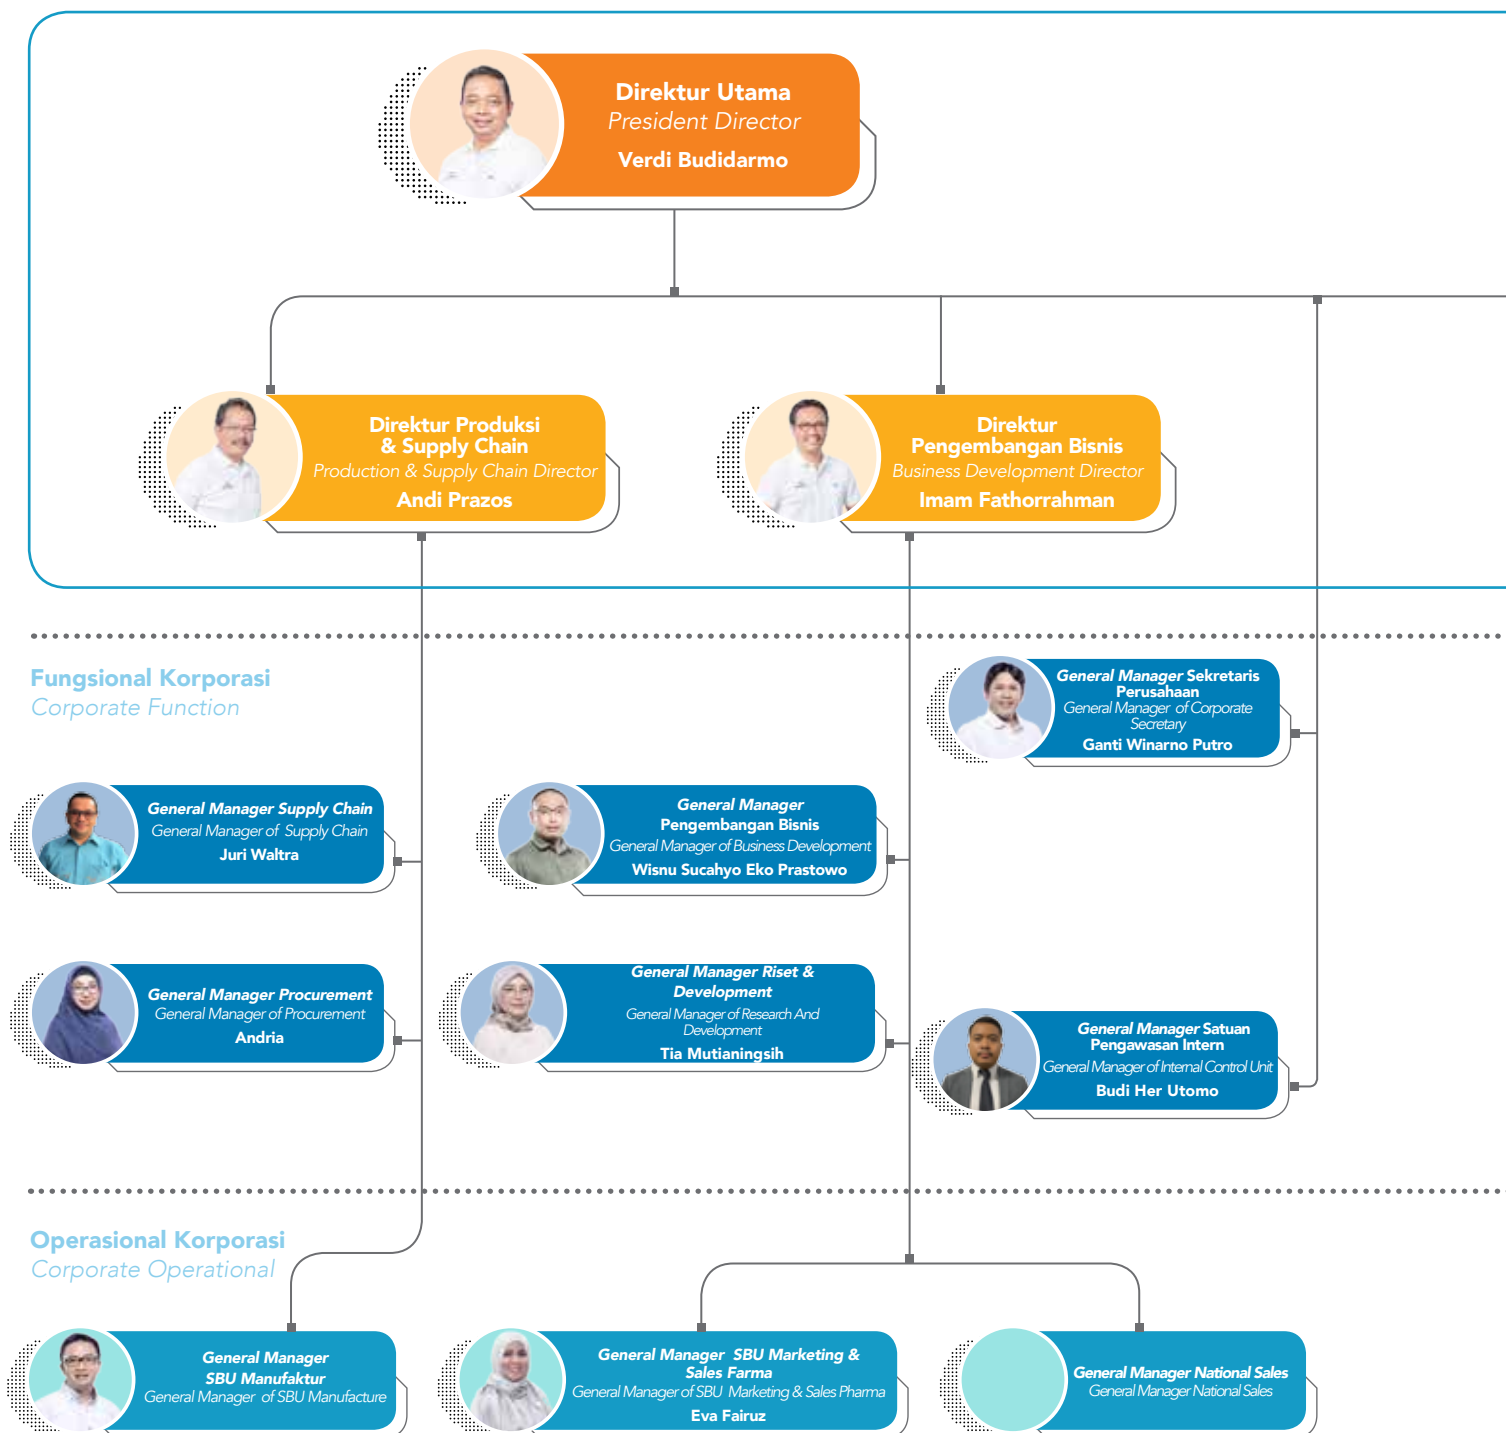 Direktur Utama
President Director
Verdi Budidarmo
Direktur Produksi
& Supply Chain
Production & Supply Chain Director
Andi Prazos
Direktur
Pengembangan Bisnis
Business Development Director
Imam Fathorrahman
Fungsional Korporasi
Corporate Function
General Manager Sekretaris
Perusahaan
General Manager of Corporate
Secretary
Ganti Winarno Putro
General Manager Supply Chain
General Manager of Supply Chain
Juri Waltra
General Manager
Pengembangan Bisnis
General Manager of Business Development
Wisnu Sucahyo Eko Prastowo
General Manager Procurement
General Manager of Procurement
Andria
General Manager Riset &
Development
General Manager of Research And
Development
Tia Mutianingsih
General Manager Satuan
Pengawasan Intern
General Manager of Internal Control Unit
Budi Her Utomo
Operasional Korporasi
Corporate Operational
General Manager
SBU Manufaktur
General Manager of SBU Manufacture
General Manager SBU Marketing &
Sales Farma
General Manager of SBU Marketing & Sales Pharma
Eva Fairuz
General Manager National Sales
General Manager National Sales